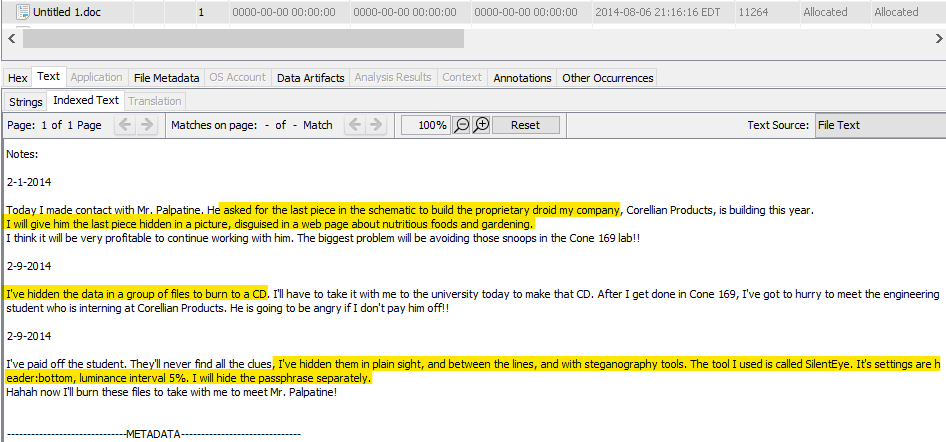 Untitled 1.doc 1 0000-00-00 00:00:00 0000-00-00 00:00:00 0000-00-00 00:00:00 2014-08-06 21:16:16 EDT 11264 Allocated Allocated
Hex Text Application File Metadata OS Account Data Artifacts Analysis Results Context Annotations Other Occurrences
Strings Indexed Text Translation
Page: 1 of 1 Page Matches on page: - of - Match 100% Reset Text Source: File Text
Notes:
2-1-2014
Today I made contact with Mr. Palpatine. He asked for the last piece in the schematic to build the proprietary droid my company, Corellian Products, is building this year.
I will give him the last piece hidden in a picture, disguised in a web page about nutritious foods and gardening.
I think it will be very profitable to continue working with him. The biggest problem will be avoiding those snoops in the Cone 169 lab!!
2-9-2014
I've hidden the data in a group of files to burn to a CD. I'll have to take it with me to the university today to make that CD. After I get done in Cone 169, I've got to hurry to meet the engineering
student who is interning at Corellian Products. He is going to be angry if I don't pay him off!!
2-9-2014
I've paid off the student. They'll never find all the clues, I've hidden them in plain sight, and between the lines, and with steganography tools. The tool I used is called SilentEye. It's settings are h
eader:bottom, luminance interval 5%. I will hide the passphrase separately.
Hahah now I'll burn these files to take with me to meet Mr. Palpatine!
------------------------------METADATA------------------------------